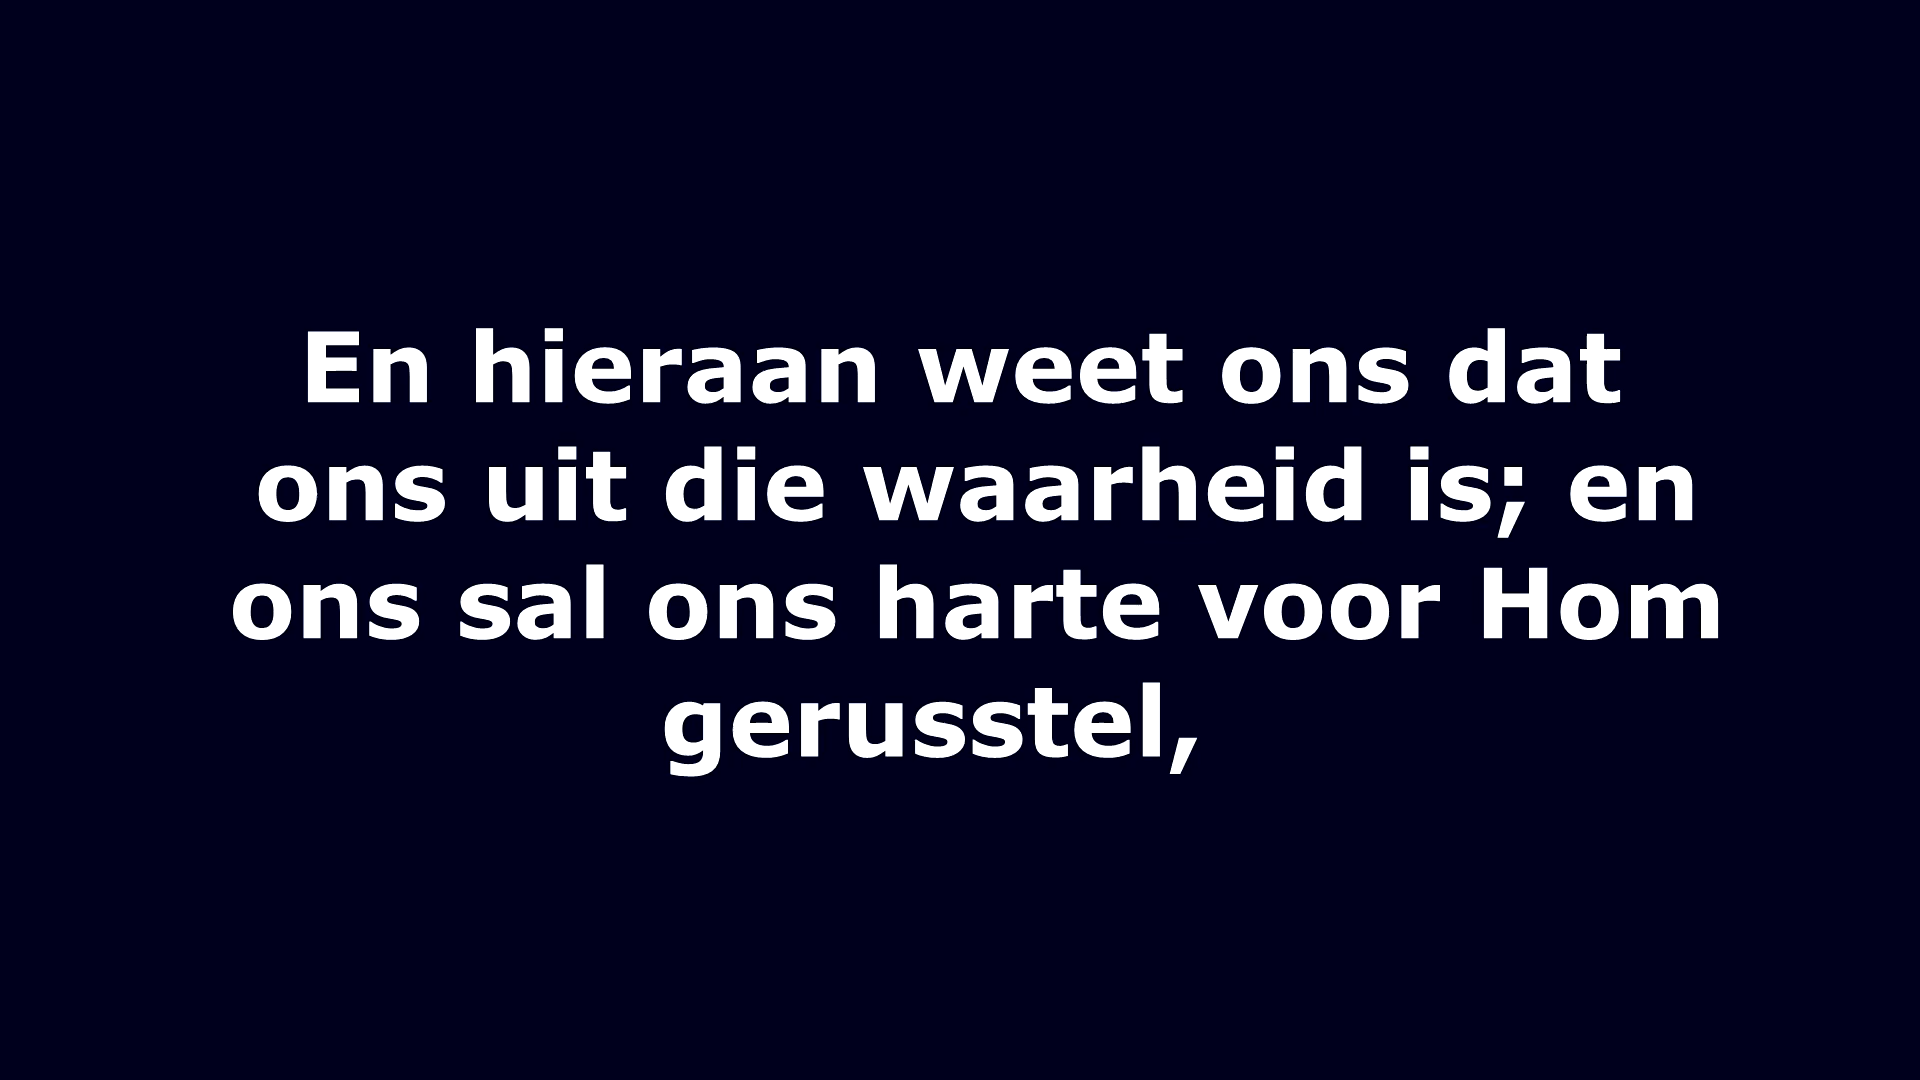 En hieraan weet ons dat
ons uit die waarheid is; en
ons sal ons harte voor Hom
gerusstel,